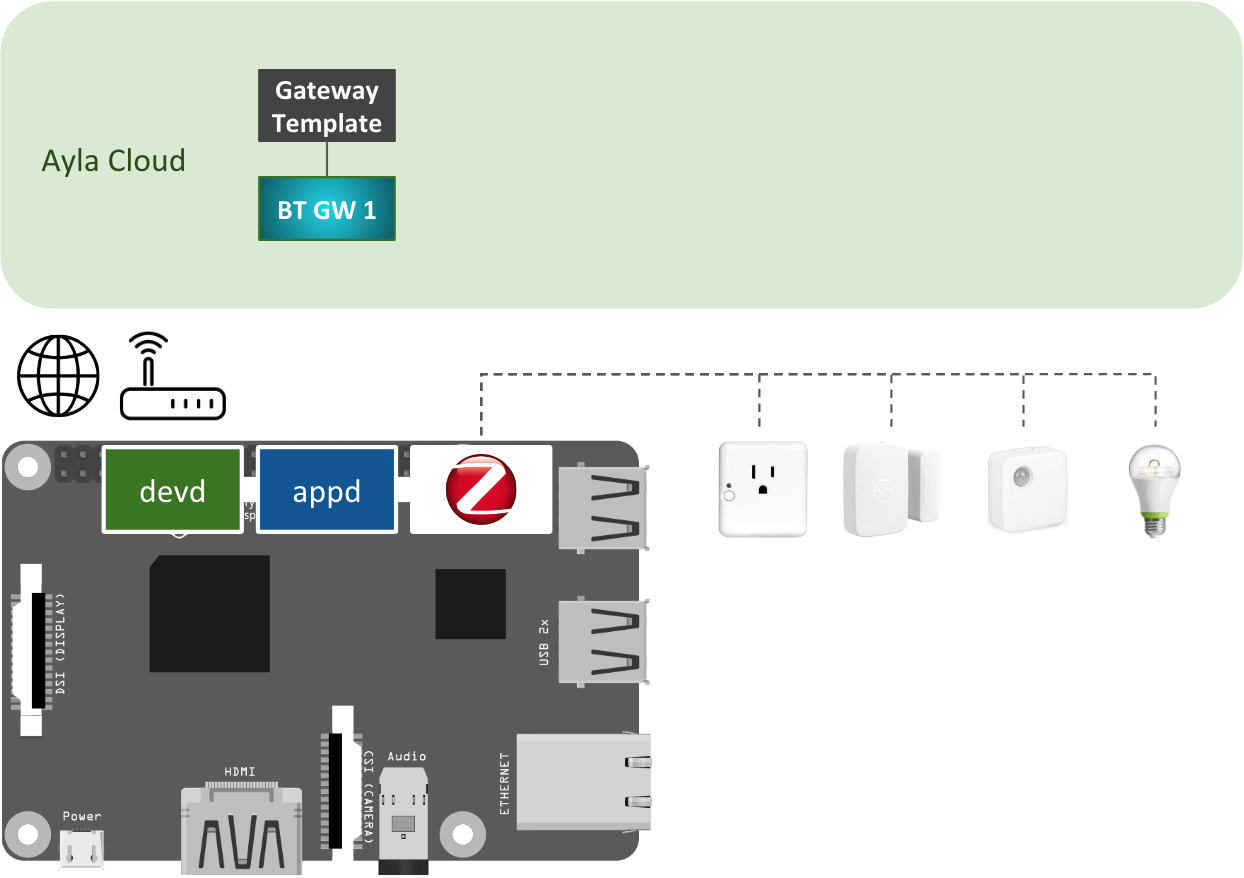 Gateway
Template
Ayla Cloud
BT GW 1
devd
appd
DSI (DISPLAY)
USB 2x
CSI (CAMERA)
Audio
ETHERNET
HDMI
Power